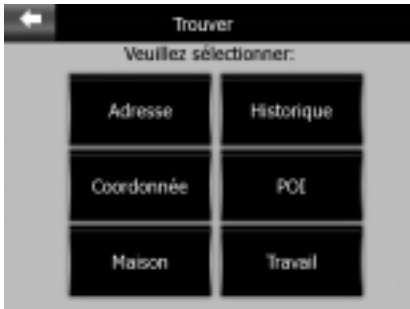 Trouver
Veuillez sélectionner:
Adresse Historique
Coordonnée POI
Maison Travail